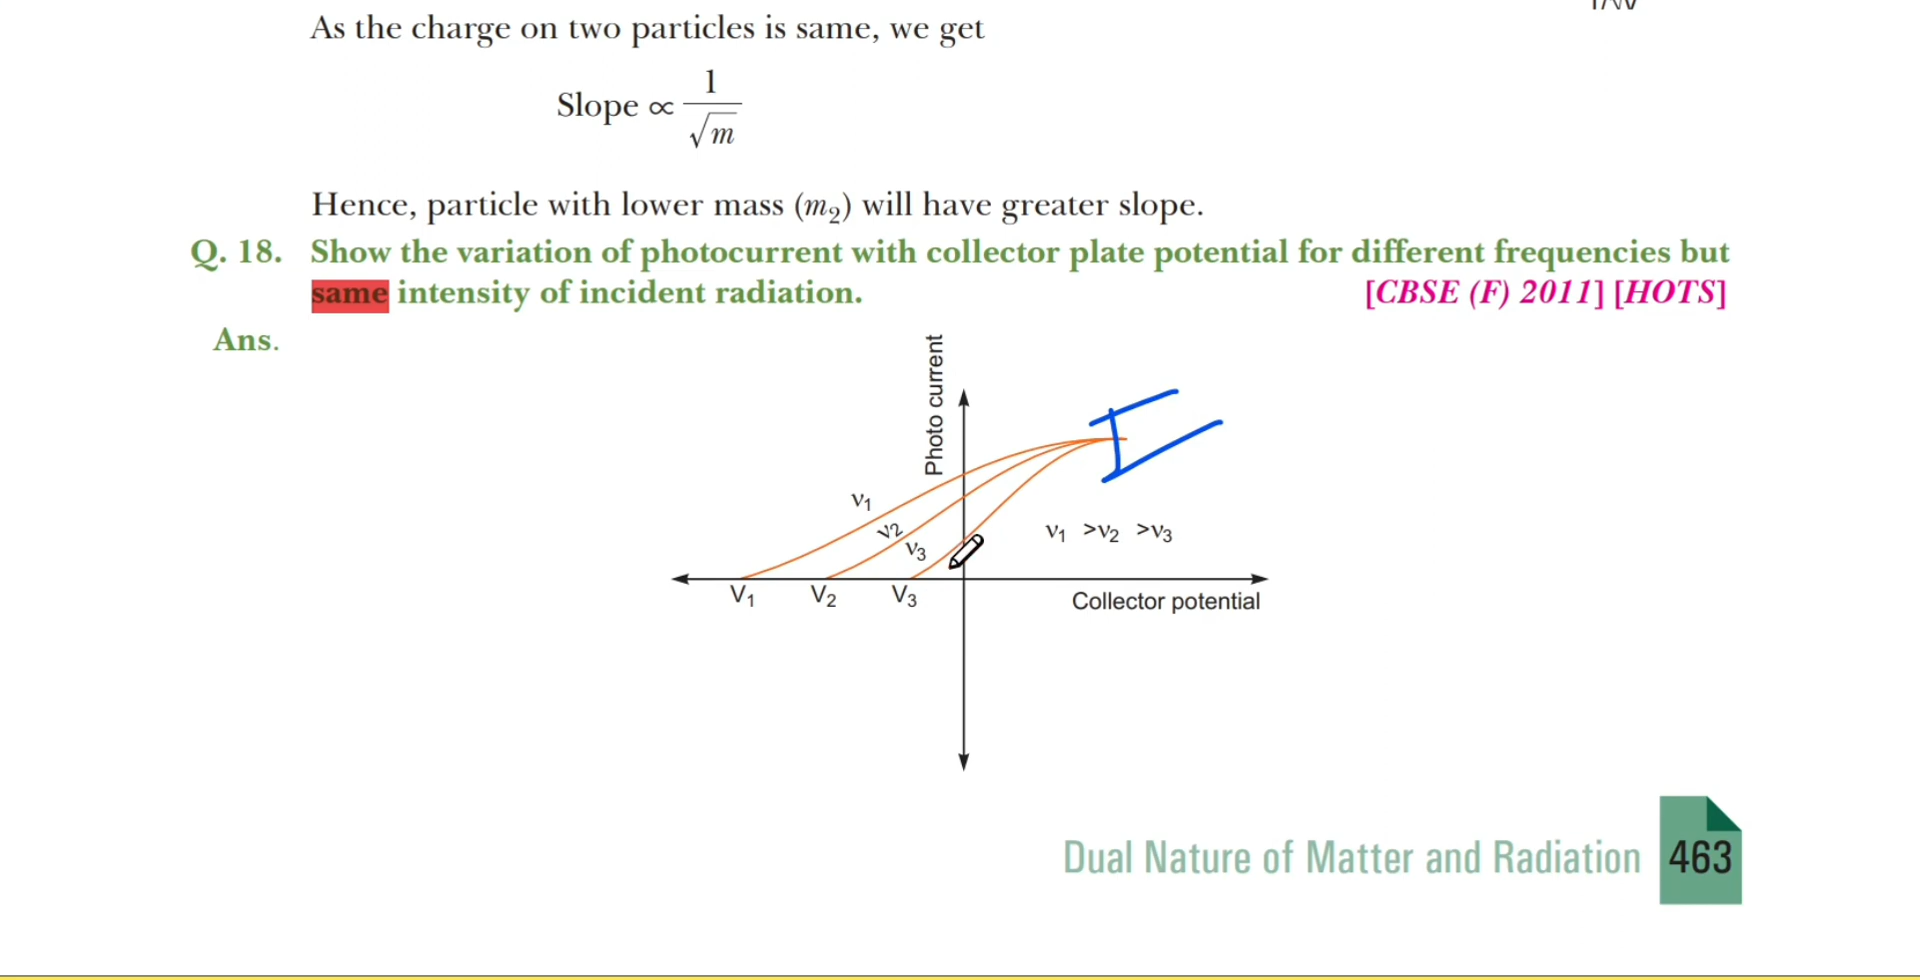 As the charge on two particles is same, we get
Slope ∝ 1/√m
Hence, particle with lower mass (m₂) will have greater slope.
Q. 18. Show the variation of photocurrent with collector plate potential for different frequencies but
same intensity of incident radiation. [CBSE (F) 2011] [HOTS]
Ans.
Photo current
I
ν₁
ν₂
ν₃
ν₁ >ν₂ >ν₃
V₁ V₂ V₃
Collector potential
Dual Nature of Matter and Radiation 463